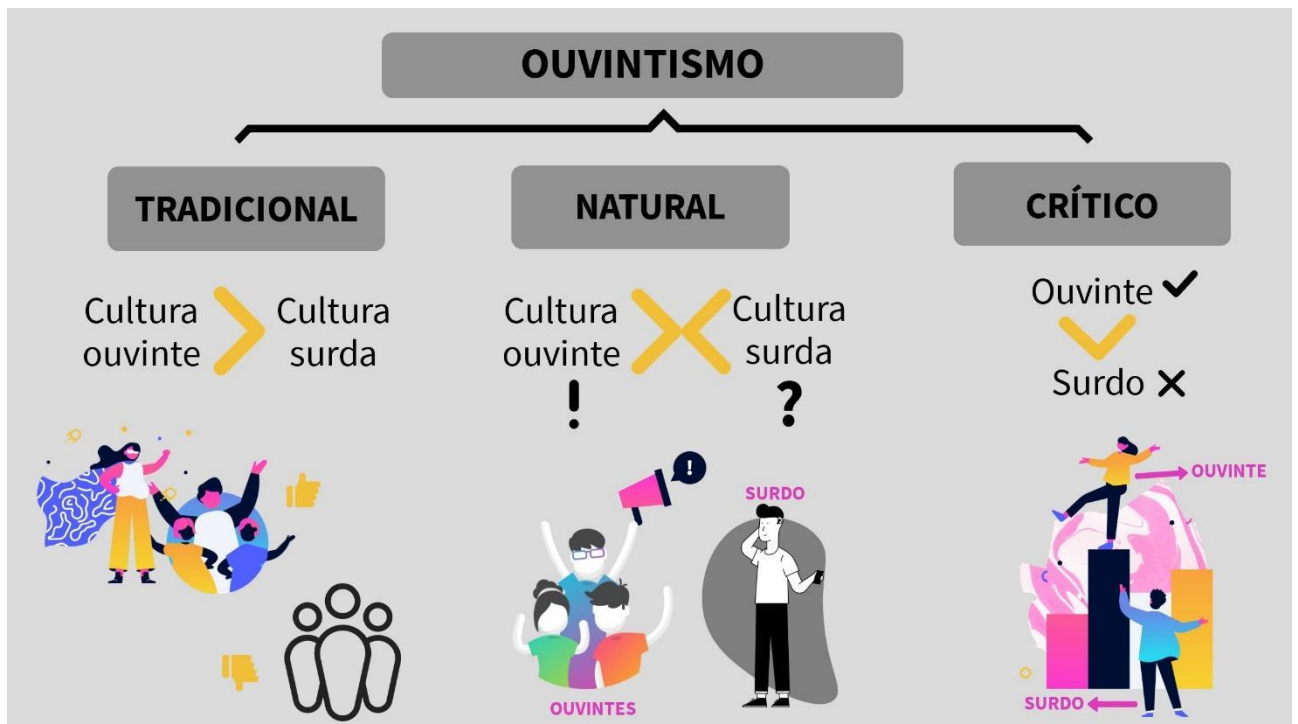 OUVINTISMO
TRADICIONAL
Cultura
ouvinte
>
Cultura
surda
NATURAL
Cultura
ouvinte
!
Cultura
surda
?
!
SURDO
OUVINTES
CRÍTICO
Ouvinte ✓
Surdo ✕
OUVINTE
SURDO